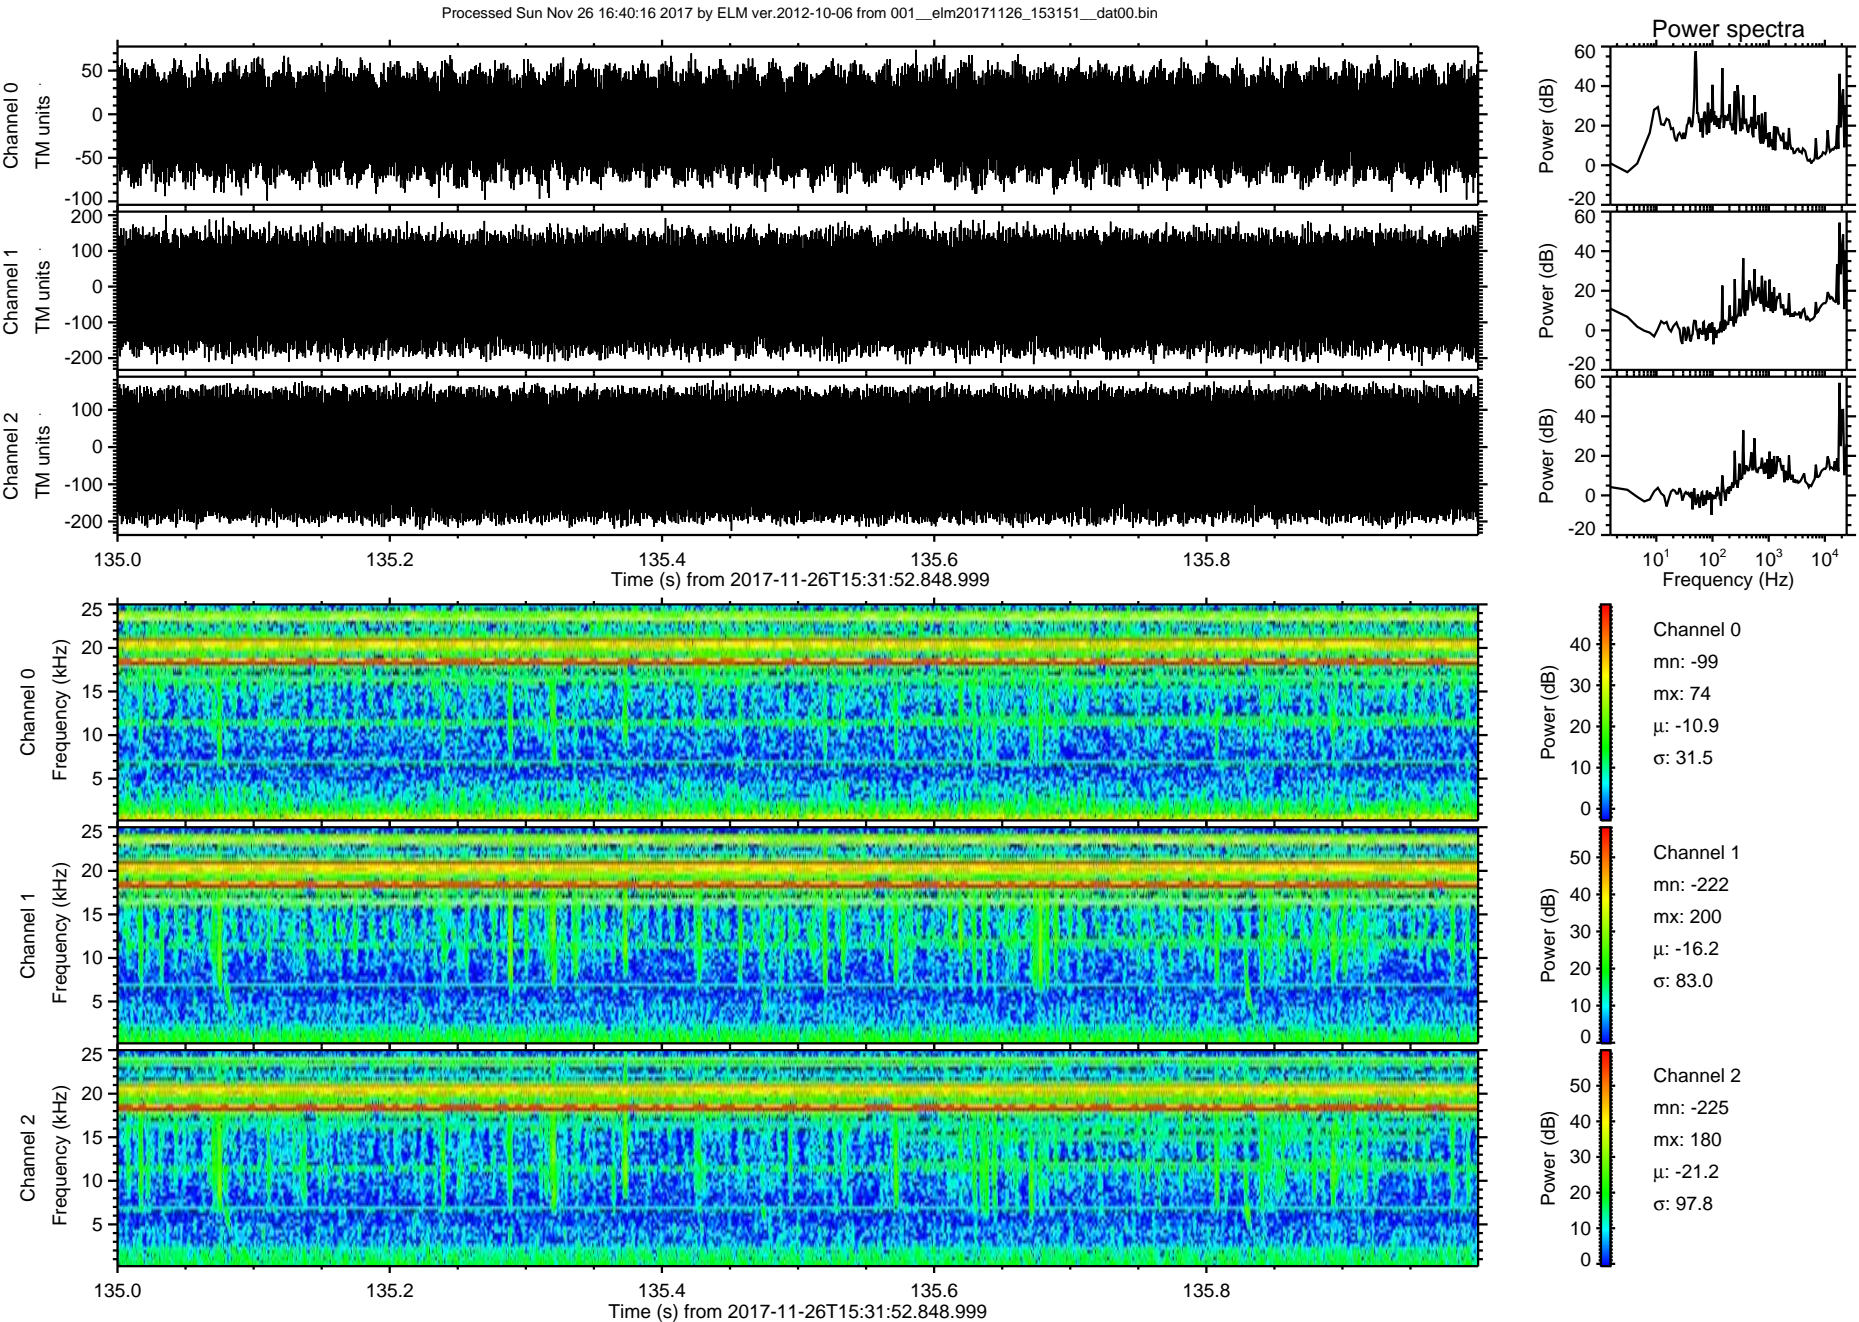 Processed Sun Nov 26 16:40:16 2017 by ELM ver.2012-10-06 from 001__elm20171126_153151__dat00.bin
Power spectra
Channel 0
TM units
50
0
-50
-100
Power (dB)
60
40
20
0
-20
Channel 1
TM units
200
100
0
-100
-200
Power (dB)
60
40
20
0
-20
Channel 2
TM units
100
0
-100
-200
Power (dB)
60
40
20
0
-20
135.0 135.2 135.4 135.6 135.8
Time (s) from 2017-11-26T15:31:52.848.999
10¹ 10² 10³ 10⁴
Frequency (Hz)
Channel 0
Frequency (kHz)
25
20
15
10
5
Power (dB)
40
30
20
10
0
Channel 0
mn: -99
mx: 74
μ: -10.9
σ: 31.5
Channel 1
Frequency (kHz)
25
20
15
10
5
Power (dB)
50
40
30
20
10
0
Channel 1
mn: -222
mx: 200
μ: -16.2
σ: 83.0
Channel 2
Frequency (kHz)
25
20
15
10
5
Power (dB)
50
40
30
20
10
0
Channel 2
mn: -225
mx: 180
μ: -21.2
σ: 97.8
135.0 135.2 135.4 135.6 135.8
Time (s) from 2017-11-26T15:31:52.848.999